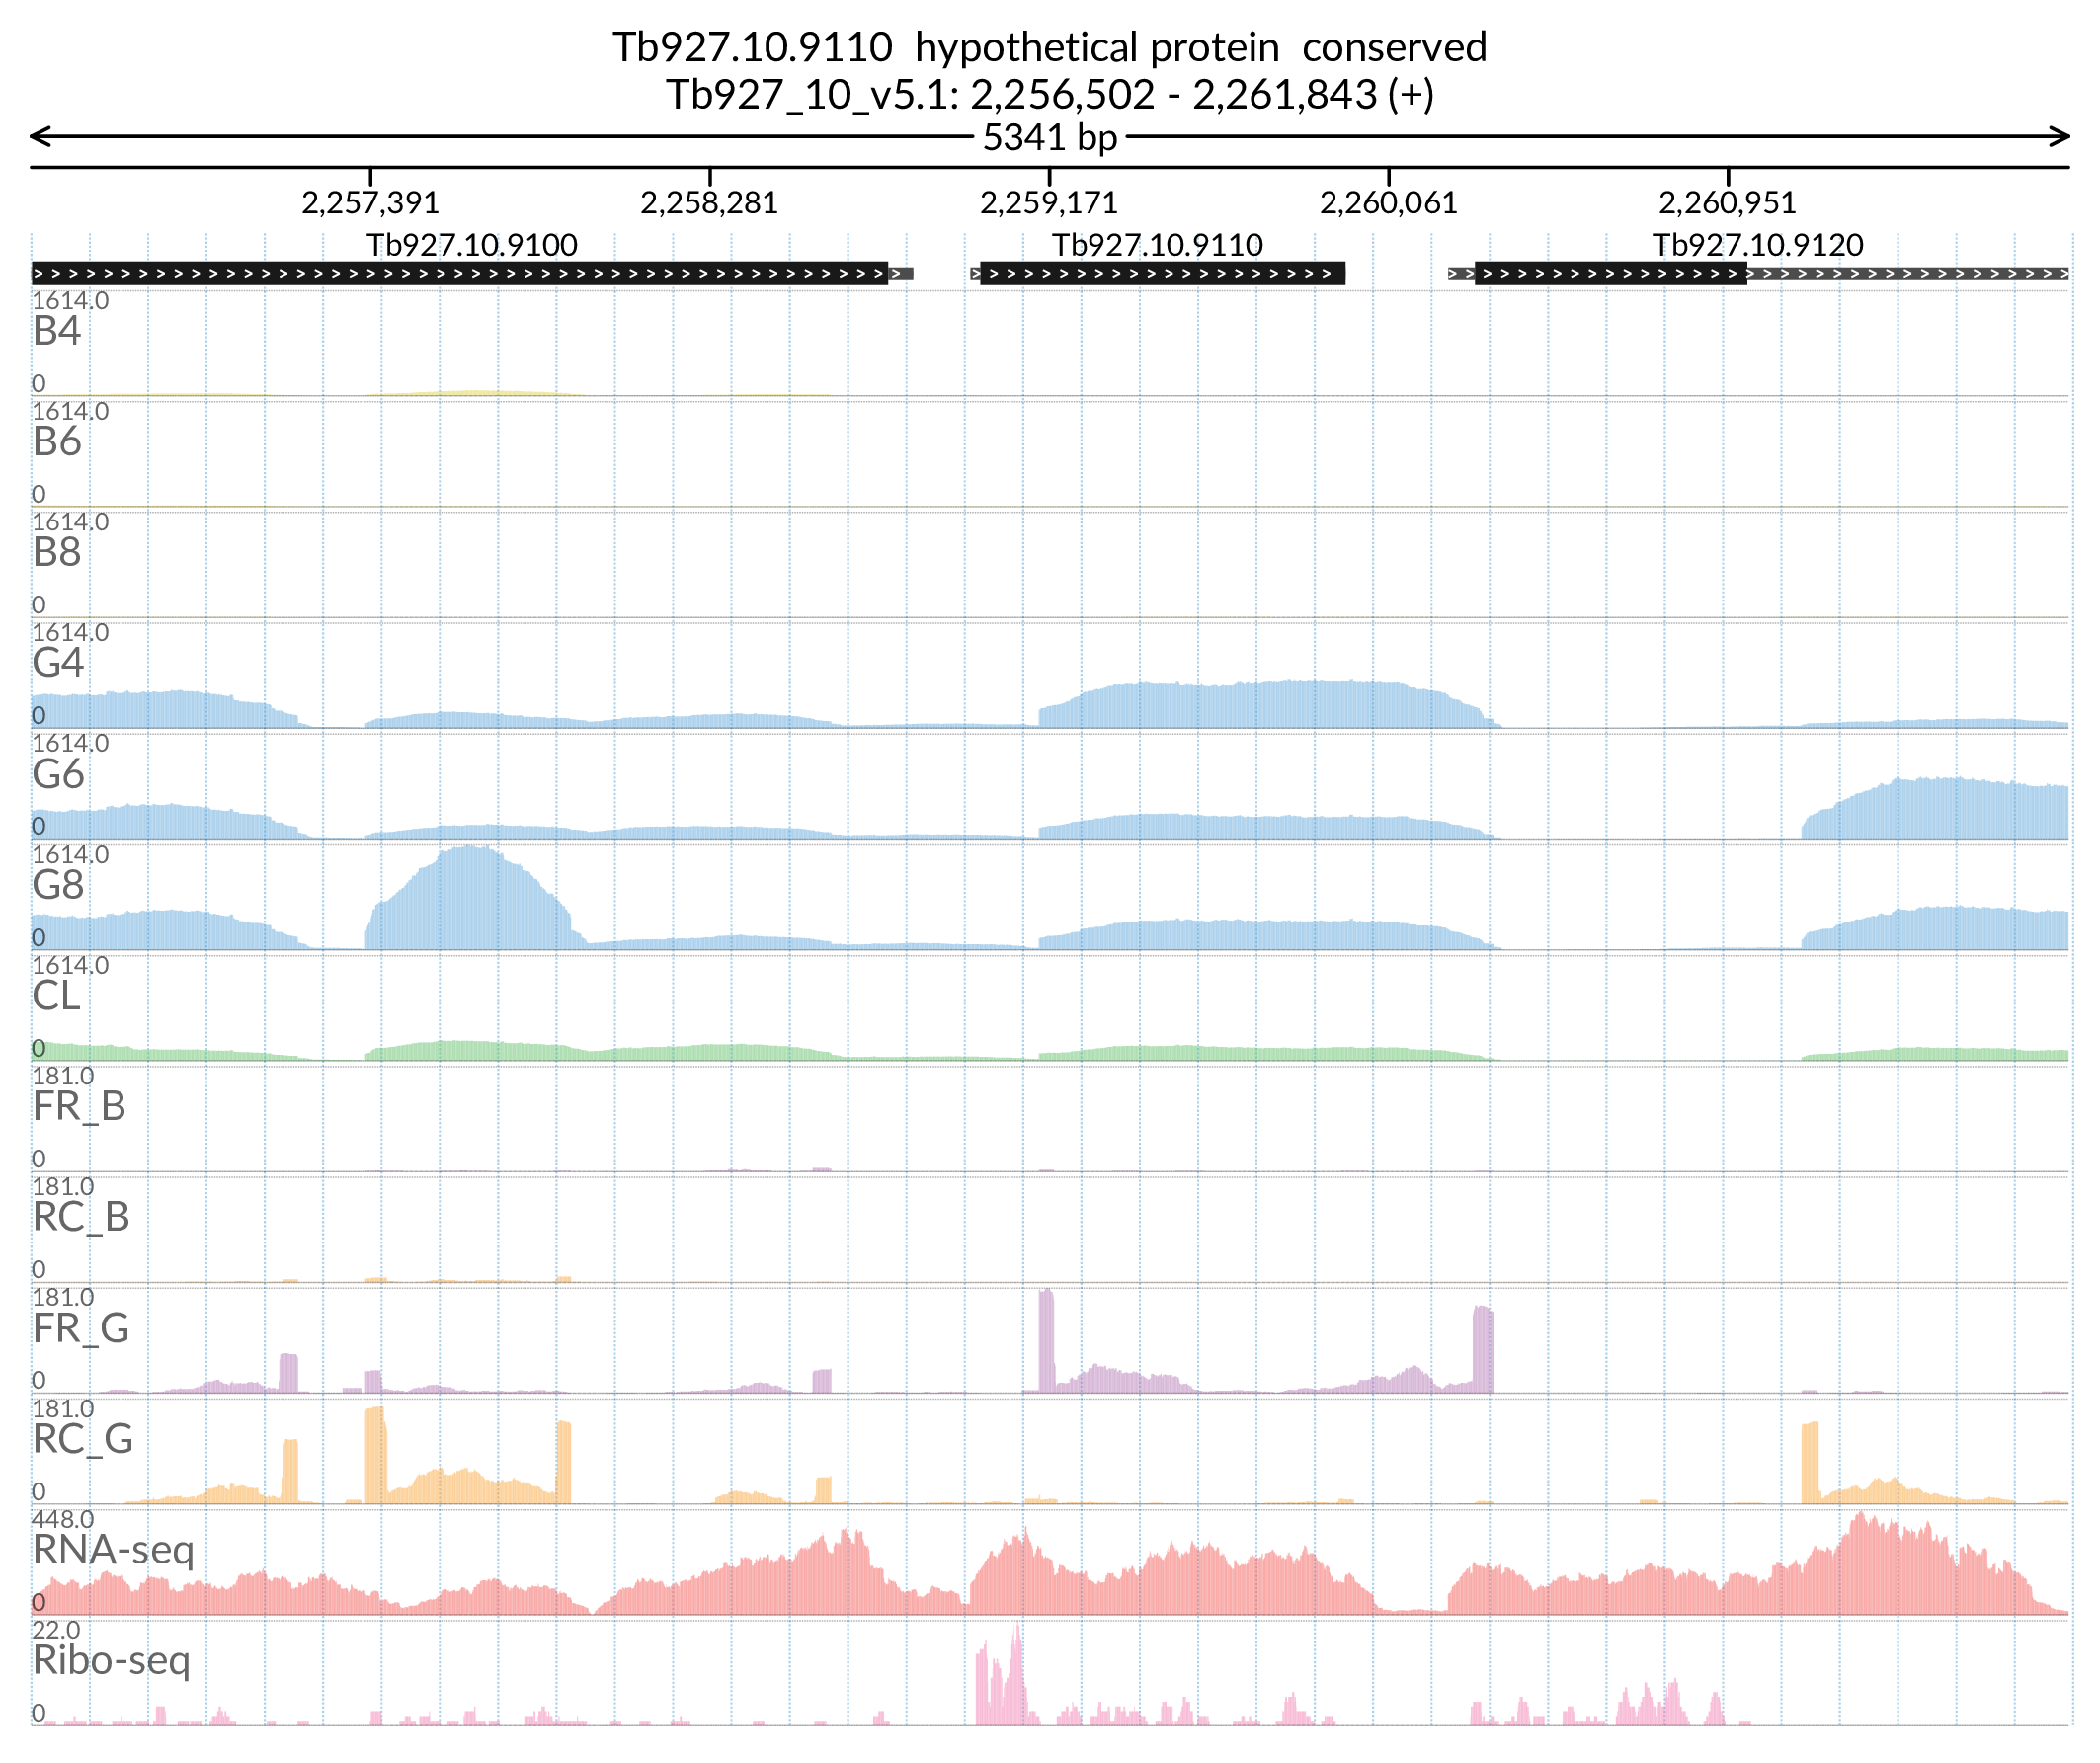 Tb927.10.9110  hypothetical protein  conserved
Tb927_10_v5.1: 2,256,502 - 2,261,843 (+)
5341 bp
2,257,391 2,258,281 2,259,171 2,260,061 2,260,951
Tb927.10.9100 Tb927.10.9110 Tb927.10.9120
1614.0
B4
0
1614.0
B6
0
1614.0
B8
0
1614.0
G4
0
1614.0
G6
0
1614.0
G8
0
1614.0
CL
0
181.0
FR_B
0
181.0
RC_B
0
181.0
FR_G
0
181.0
RC_G
0
448.0
RNA-seq
0
22.0
Ribo-seq
0